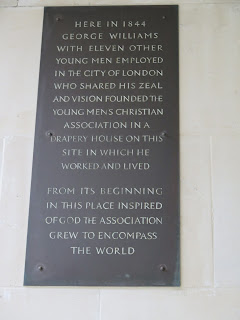 HERE IN 1844
GEORGE WILLIAMS
WITH ELEVEN OTHER
YOUNG MEN EMPLOYED
IN THE CITY OF LONDON
WHO SHARED HIS ZEAL
AND VISION FOUNDED THE
YOUNG MENS CHRISTIAN
ASSOCIATION IN A
DRAPERY HOUSE ON THIS
SITE IN WHICH HE
WORKED AND LIVED
FROM ITS BEGINNING
IN THIS PLACE INSPIRED
OF GOD THE ASSOCIATION
GREW TO ENCOMPASS
THE WORLD